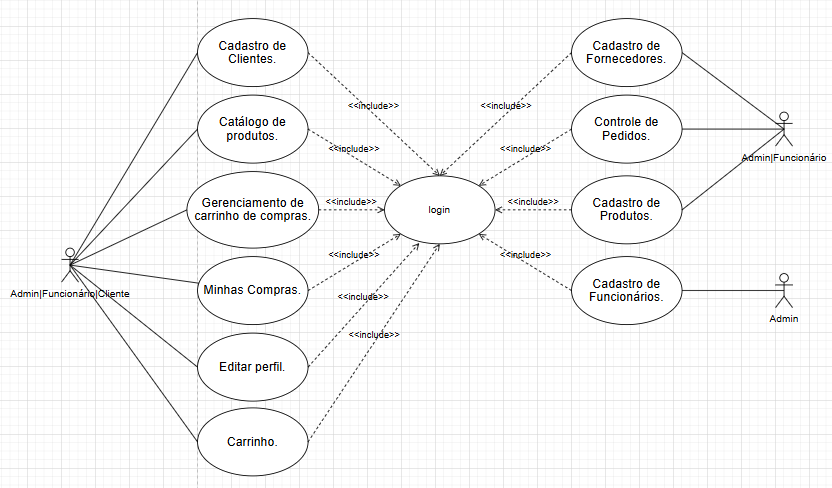 Cadastro de
Clientes.
Cadastro de
Fornecedores.
<<include>>
<<include>>
Catálogo de
produtos.
Controle de
Pedidos.
<<include>>
<<include>>
Admin|Funcionário
Gerenciamento de
carrinho de compras.
<<include>>
login
<<include>>
Cadastro de
Produtos.
<<include>>
<<include>>
Admin|Funcionário|Cliente
Minhas Compras.
<<include>>
Cadastro de
Funcionários.
Admin
<<include>>
Editar perfil.
Carrinho.